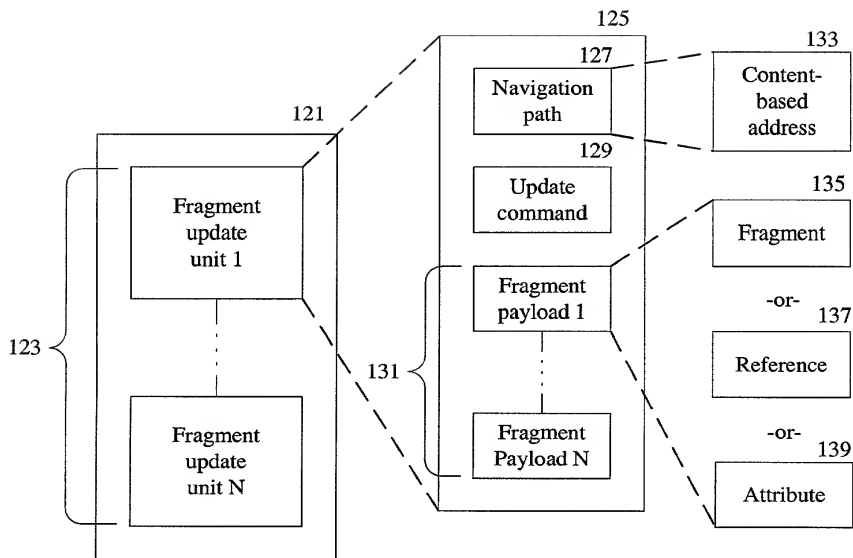 121
123
Fragment
update
unit 1
Fragment
update
unit N
125
127
Navigation
path
129
Update
command
131
Fragment
payload 1
Fragment
Payload N
133
Content-
based
address
135
Fragment
-or-
137
Reference
-or-
139
Attribute